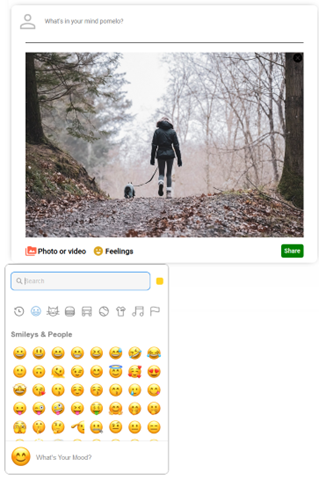 What's in your mind pomelo?
Photo or video
Feelings
Share
Search
Smileys & People
What's Your Mood?